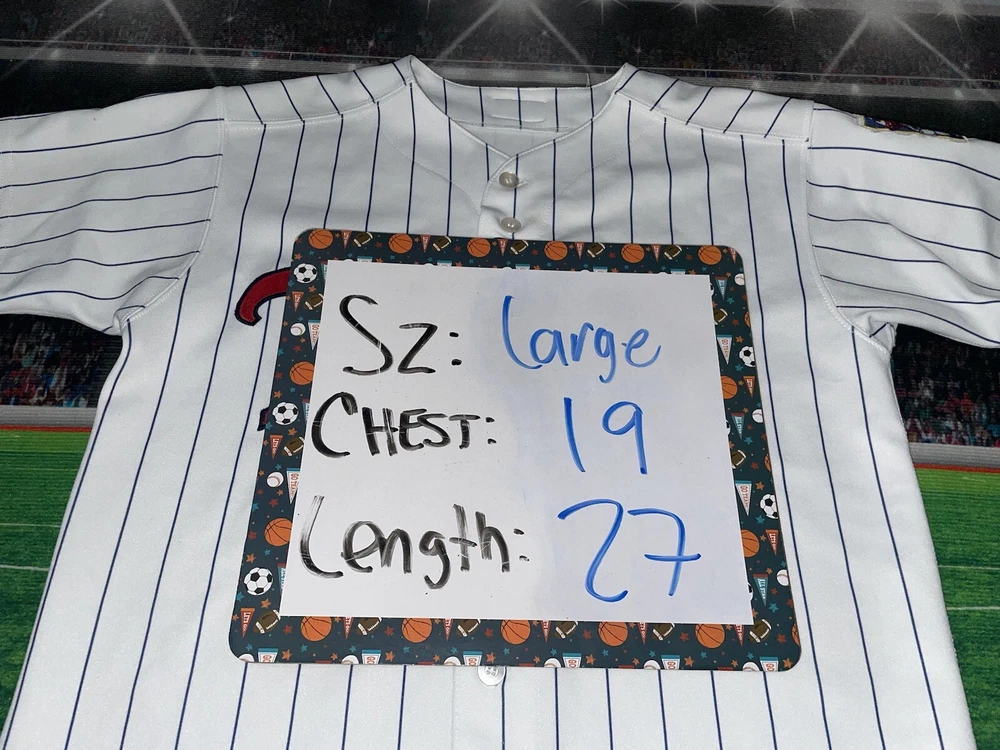 Sz: Large
CHEST: 19
Length: 27